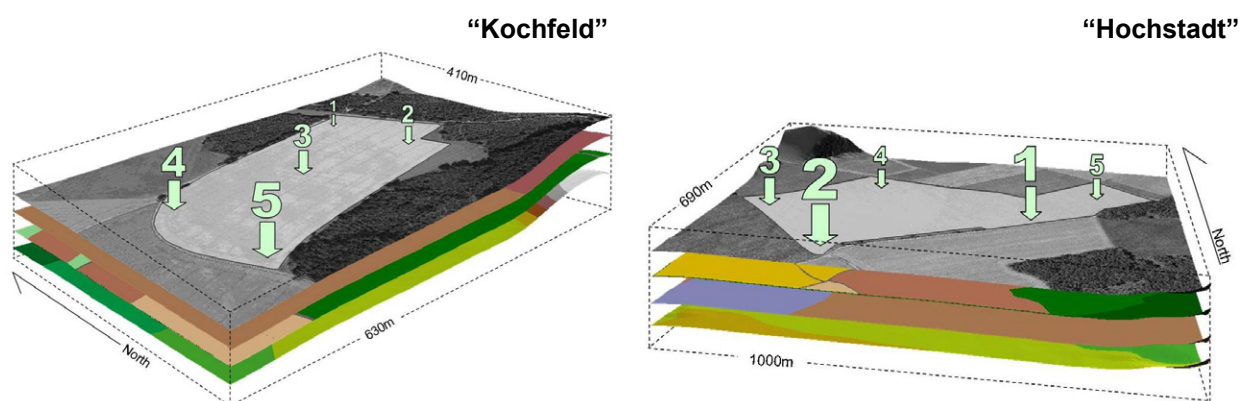 “Kochfeld”
410m
1
2
3
4
5
North
630m
“Hochstadt”
690m
3
2
4
1
5
North
1000m